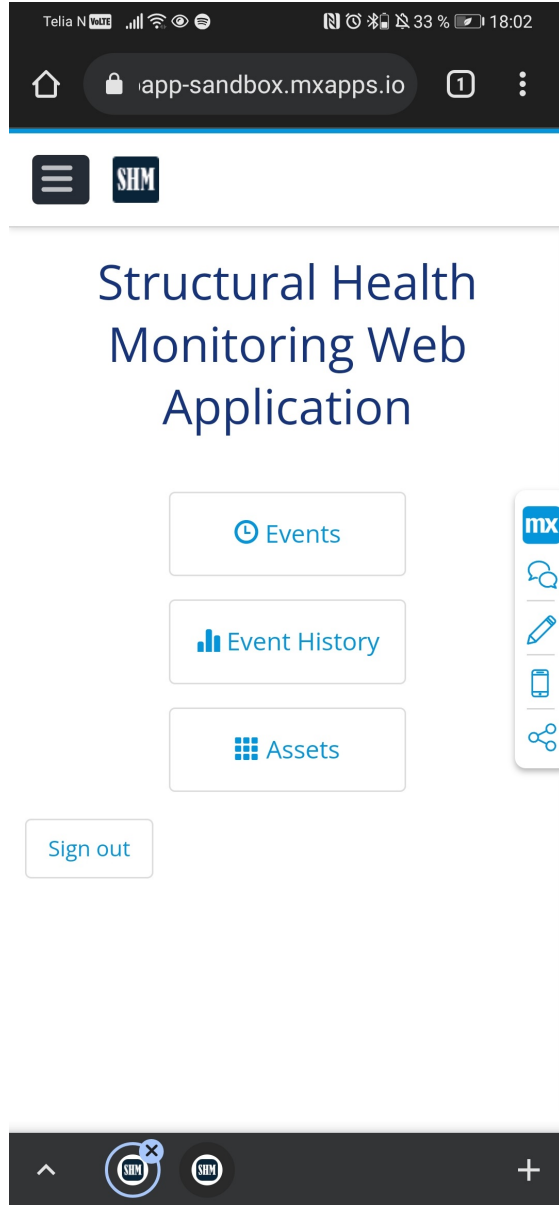 Telia N VoLTE 33 % 18:02
app-sandbox.mxapps.io 1
SHM
Structural Health
Monitoring Web
Application
Events
mx
Event History
Assets
Sign out
SHM SHM